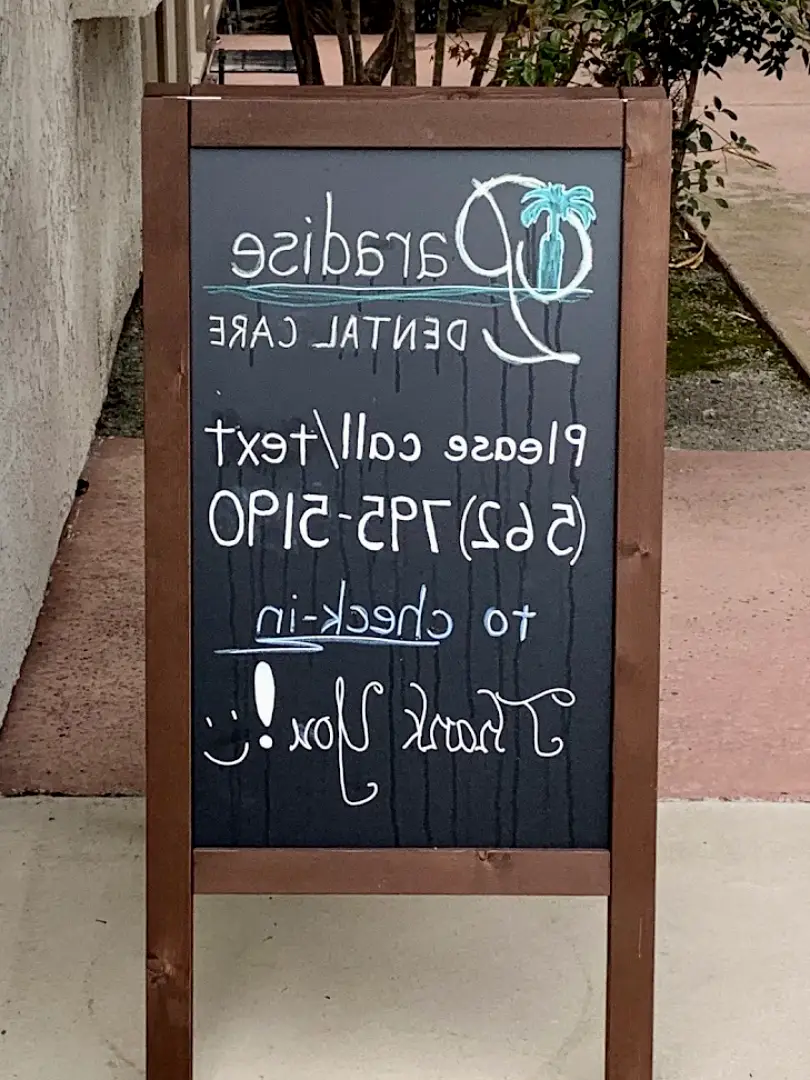 Paradise
DENTAL CARE
Please call/text
(562)795-5190
to check-in
Thank You! :)